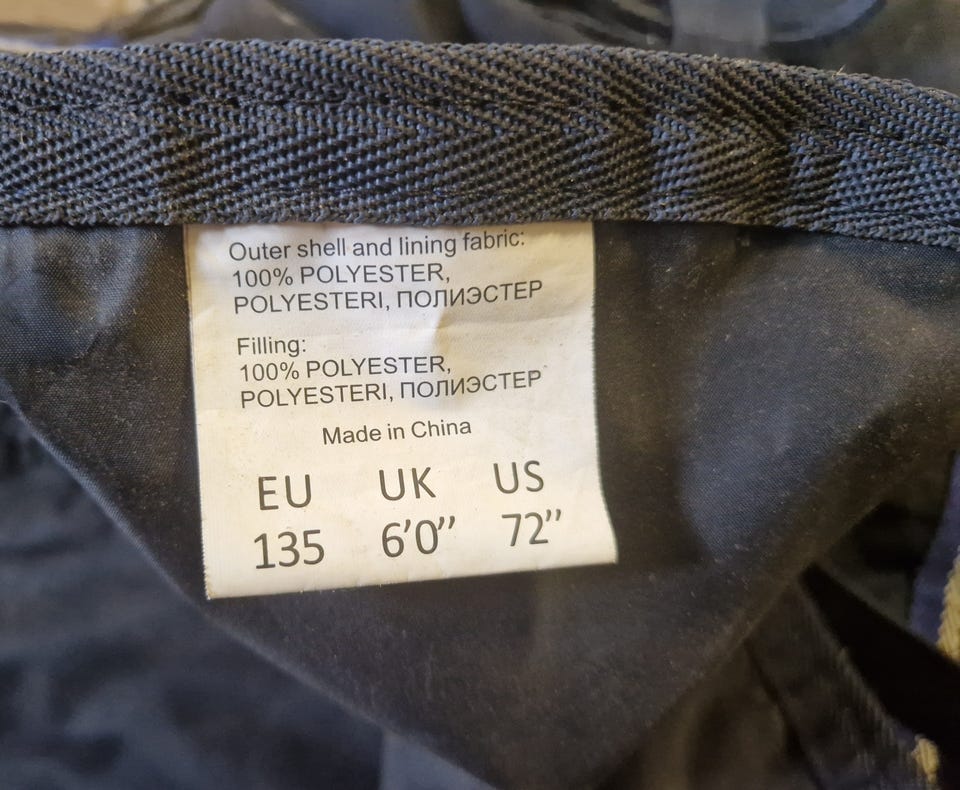 Outer shell and lining fabric:
100% POLYESTER,
POLYESTERI, ПОЛИЭСТЕР
Filling:
100% POLYESTER,
POLYESTERI, ПОЛИЭСТЕР
Made in China
EU UK US
135 6'0'' 72''